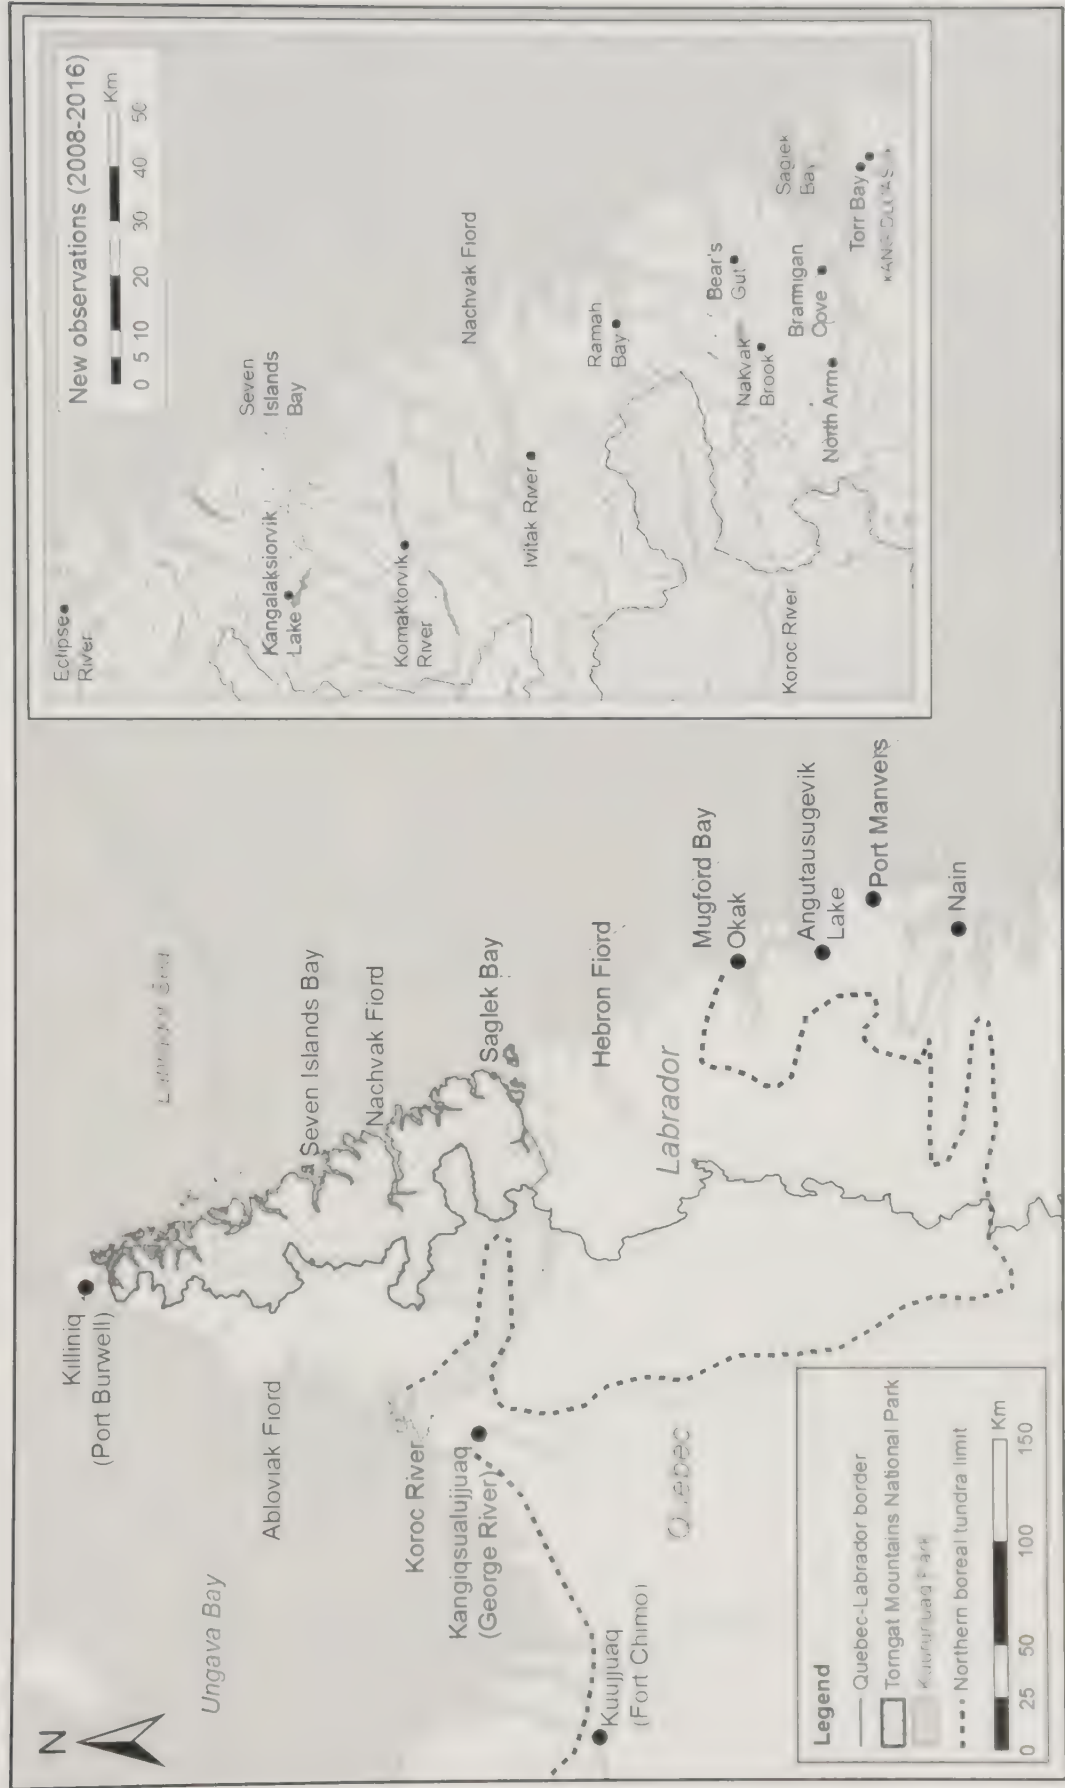 N
Ungava Bay
Killiniq
(Port Burwell)
Abloviak Fiord
Seven Islands Bay
Nachvak Fiord
Saglek Bay
Koroc River
Kangiqsualujjuaq
(George River)
Kuujjuaq
(Fort Chimo)
Quebec
Hebron Fiord
Labrador
Mugford Bay
Okak
Angutausugevik
Lake
Port Manvers
Nain
Legend
Quebec-Labrador border
Torngat Mountains National Park
Northern boreal tundra limit
Km
0 25 50 100 150
New observations (2008-2016)
Km
0 5 10 20 30 40 50
Eclipse
River
Seven
Islands
Bay
Kangalaksiorvik
Lake
Komaktorvik
River
Nachvak Fiord
Ivitak River
Ramah
Bay
Bear's
Gut
Nakvak
Brook
Saglek
Bay
Brannigan
Cove
North Arm
Torr Bay
Koroc River